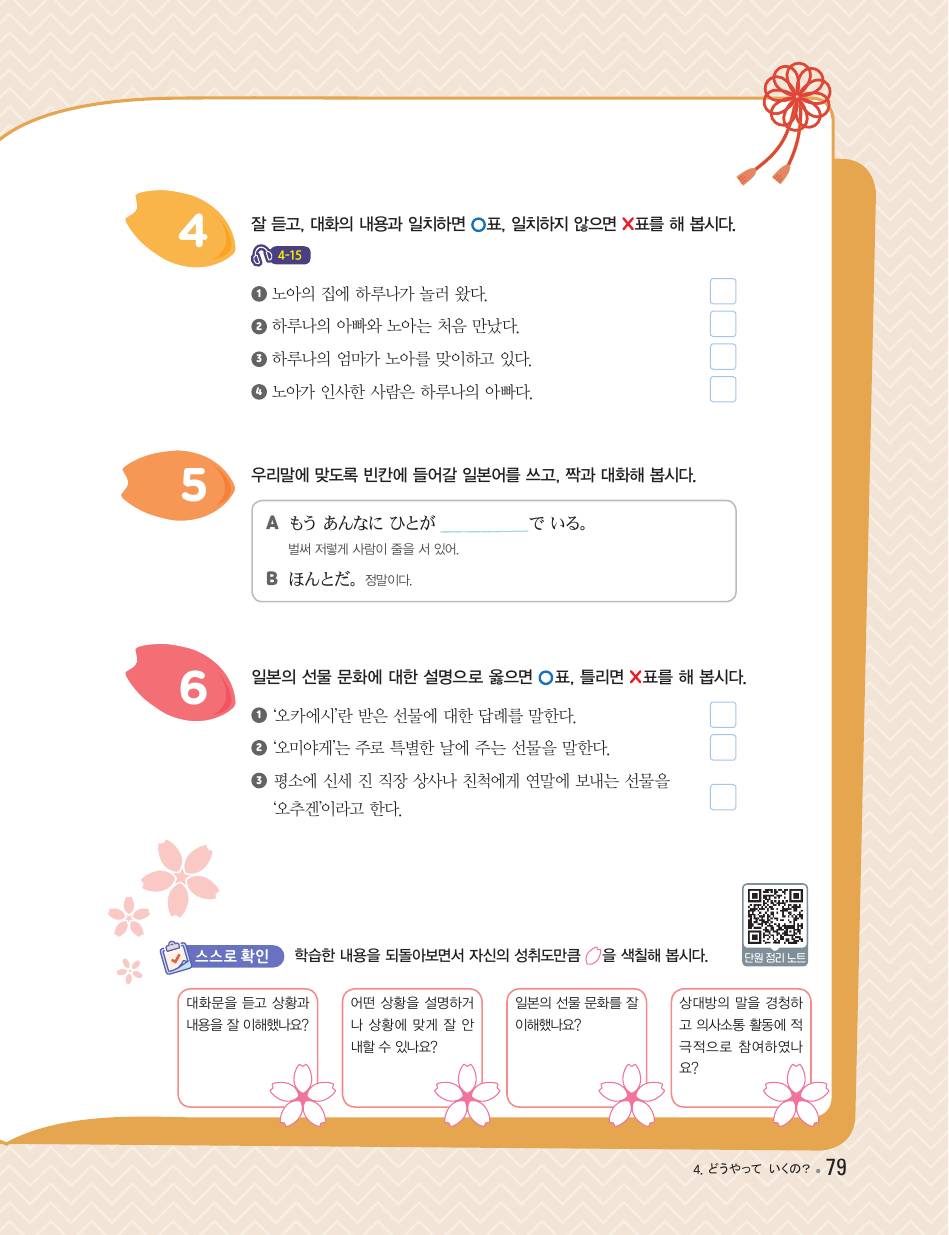 4
잘 듣고, 대화의 내용과 일치하면 O표, 일치하지 않으면 X표를 해 봅시다.
4-15
❶ 노아의 집에 하루나가 놀러 왔다.
❷ 하루나의 아빠와 노아는 처음 만났다.
❸ 하루나의 엄마가 노아를 맞이하고 있다.
❹ 노아가 인사한 사람은 하루나의 아빠다.
5
우리말에 맞도록 빈칸에 들어갈 일본어를 쓰고, 짝과 대화해 봅시다.
A もう あんなに ひとが ________で いる。
벌써 저렇게 사람이 줄을 서 있어.
B ほんとだ。 정말이다.
6
일본의 선물 문화에 대한 설명으로 옳으면 O표, 틀리면 X표를 해 봅시다.
❶ ‘오카에시’란 받은 선물에 대한 답례를 말한다.
❷ ‘오미야게’는 주로 특별한 날에 주는 선물을 말한다.
❸ 평소에 신세 진 직장 상사나 친척에게 연말에 보내는 선물을
‘오추겐’이라고 한다.
단원 정리 노트
스스로 확인
학습한 내용을 되돌아보면서 자신의 성취도만큼 을 색칠해 봅시다.
대화문을 듣고 상황과
내용을 잘 이해했나요?
어떤 상황을 설명하거
나 상황에 맞게 잘 안
내할 수 있나요?
일본의 선물 문화를 잘
이해했나요?
상대방의 말을 경청하
고 의사소통 활동에 적
극적으로 참여하였나
요?
4. どうやって いくの? • 79